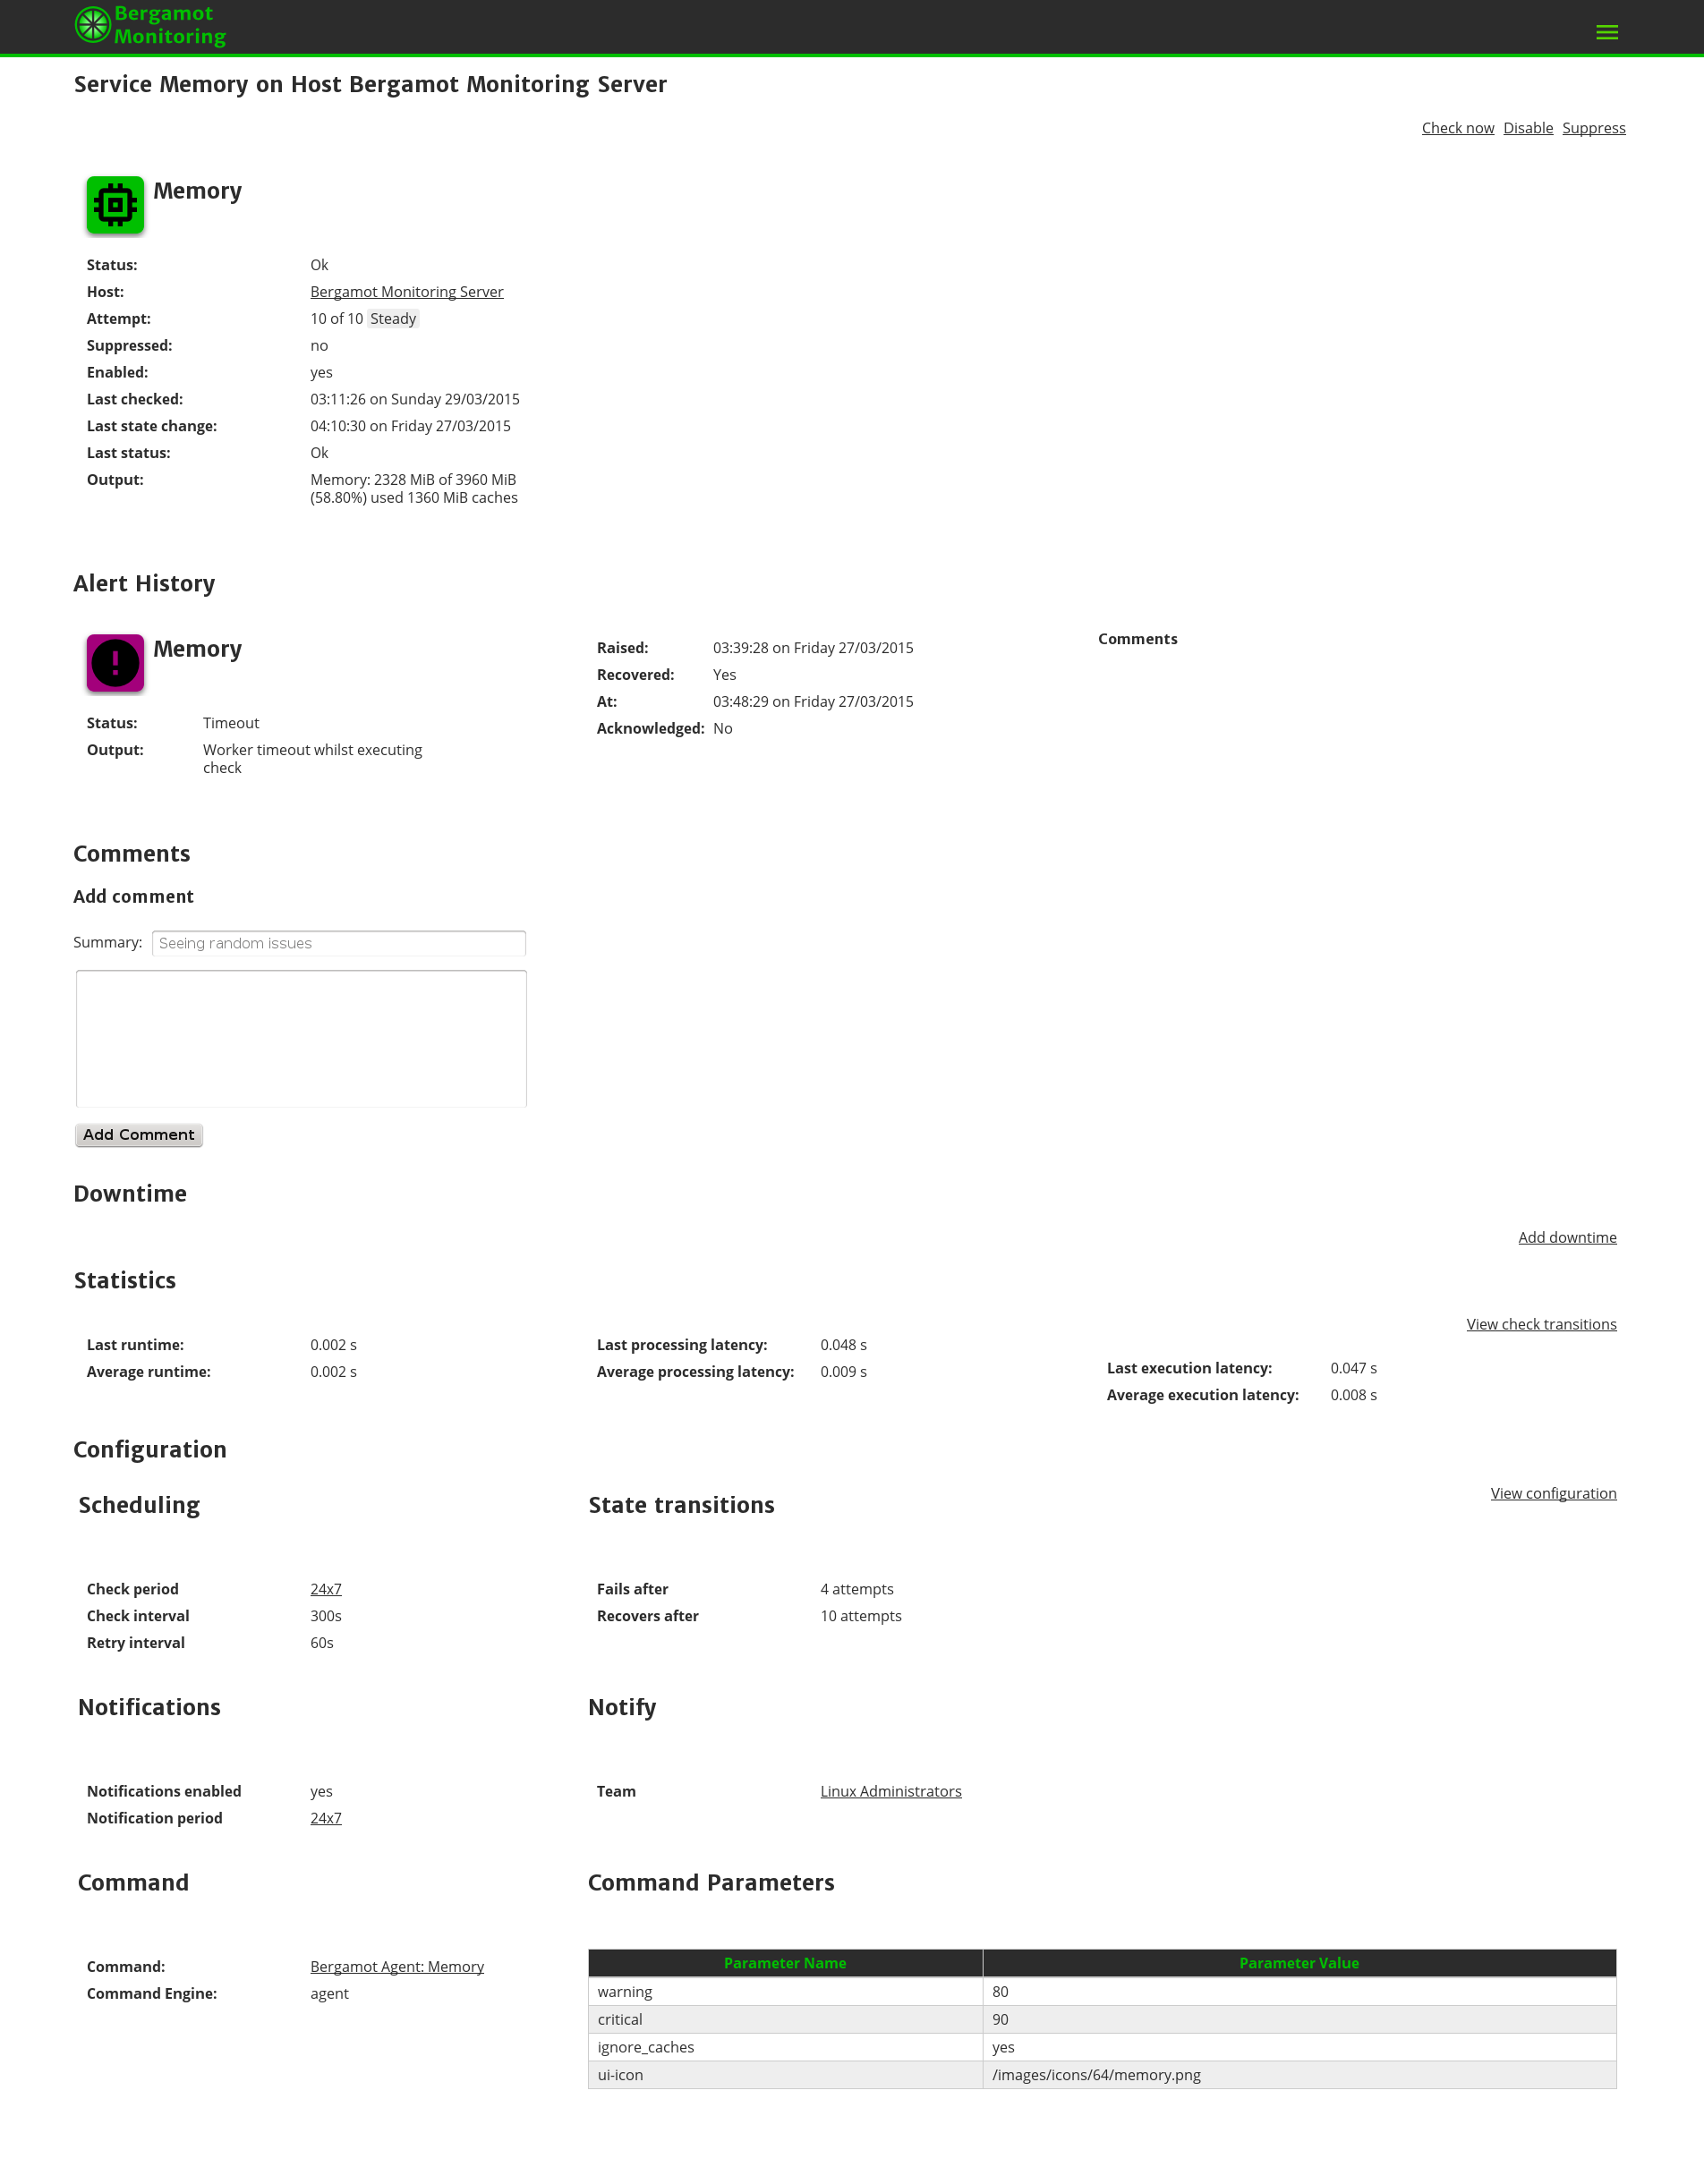 Bergamot
Monitoring
Service Memory on Host Bergamot Monitoring Server
Check now Disable Suppress
Memory
Status: Ok
Host: Bergamot Monitoring Server
Attempt: 10 of 10 Steady
Suppressed: no
Enabled: yes
Last checked: 03:11:26 on Sunday 29/03/2015
Last state change: 04:10:30 on Friday 27/03/2015
Last status: Ok
Output: Memory: 2328 MiB of 3960 MiB
(58.80%) used 1360 MiB caches
Alert History
Memory
Status: Timeout
Output: Worker timeout whilst executing
check
Raised: 03:39:28 on Friday 27/03/2015
Recovered: Yes
At: 03:48:29 on Friday 27/03/2015
Acknowledged: No
Comments
Comments
Add comment
Summary: Seeing random issues
Add Comment
Downtime
Add downtime
Statistics
View check transitions
Last runtime: 0.002 s
Average runtime: 0.002 s
Last processing latency: 0.048 s
Average processing latency: 0.009 s
Last execution latency: 0.047 s
Average execution latency: 0.008 s
Configuration
View configuration
Scheduling
Check period 24x7
Check interval 300s
Retry interval 60s
State transitions
Fails after 4 attempts
Recovers after 10 attempts
Notifications
Notifications enabled yes
Notification period 24x7
Notify
Team Linux Administrators
Command
Command: Bergamot Agent: Memory
Command Engine: agent
Command Parameters
Parameter Name Parameter Value
warning 80
critical 90
ignore_caches yes
ui-icon /images/icons/64/memory.png